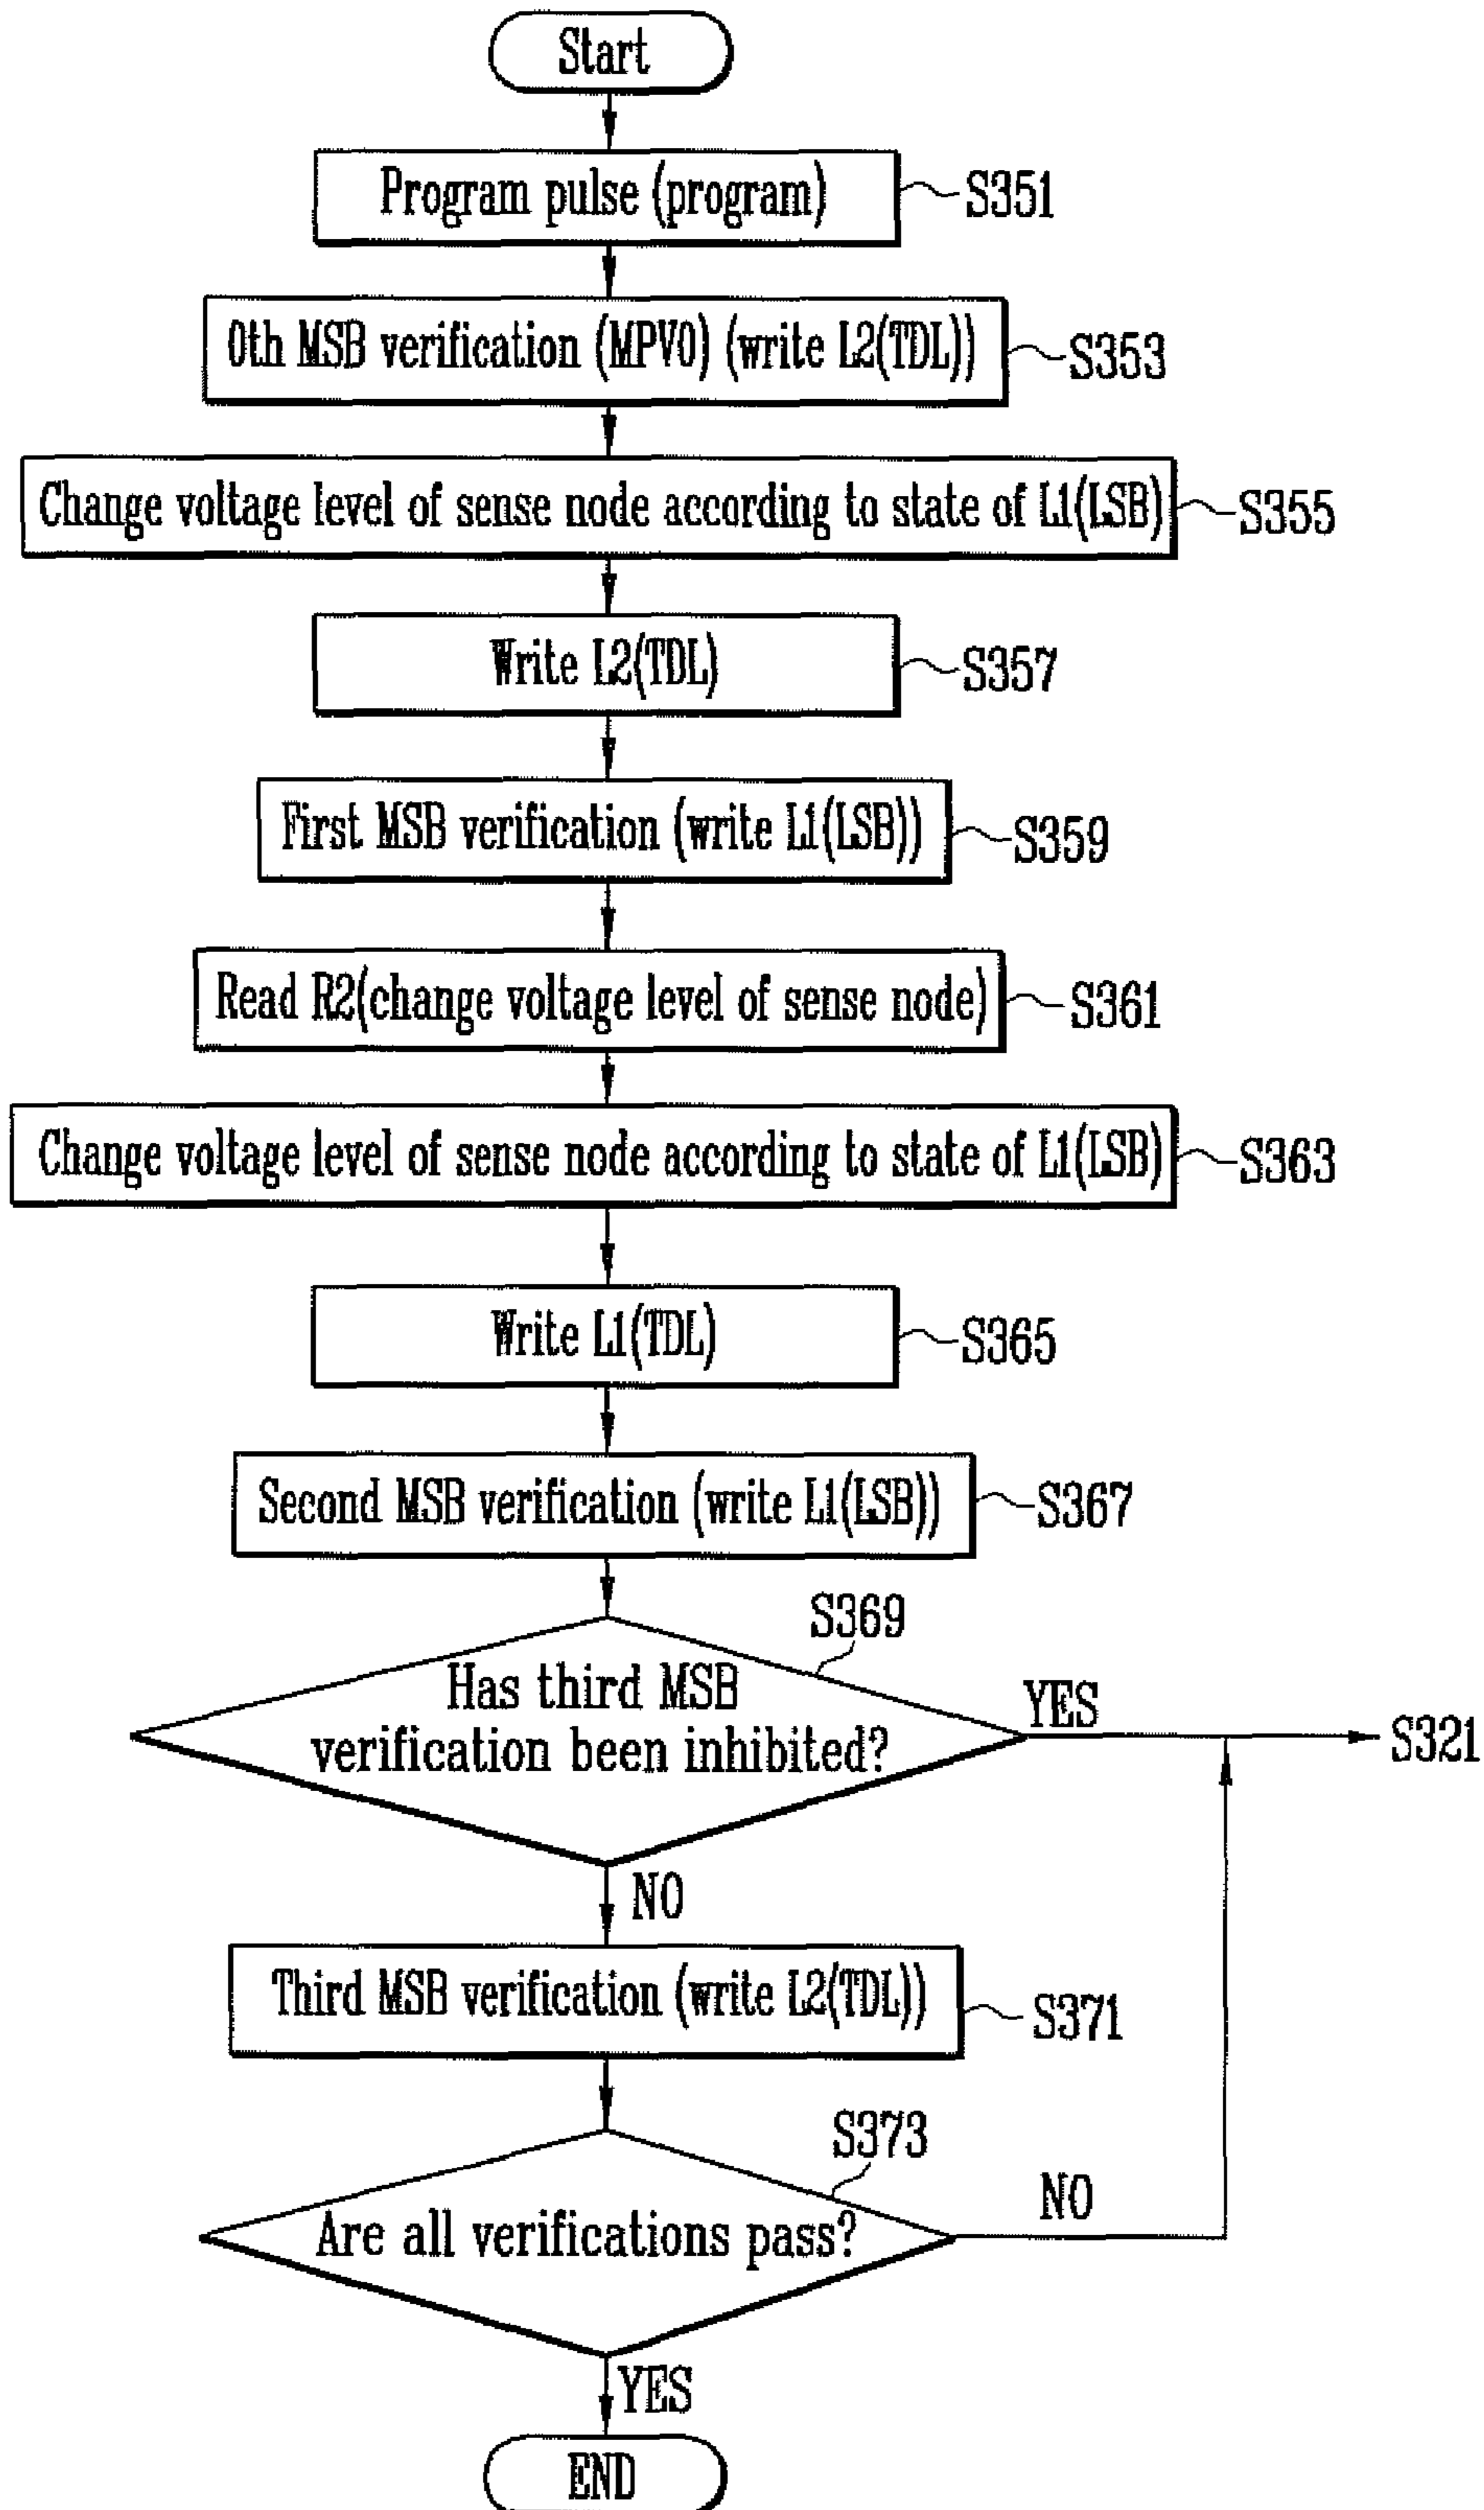 Start
Program pulse (program)
S351
0th MSB verification (MPV0) (write L2(TDL))
S353
Change voltage level of sense node according to state of L1(LSB)
S355
Write L2(TDL)
S357
First MSB verification (write L1(LSB))
S359
Read R2(change voltage level of sense node)
S361
Change voltage level of sense node according to state of L1(LSB)
S363
Write L1(TDL)
S365
Second MSB verification (write L1(LSB))
S367
S369
Has third MSB
verification been inhibited?
YES
S321
NO
Third MSB verification (write L2(TDL))
S371
S373
Are all verifications pass?
NO
YES
END